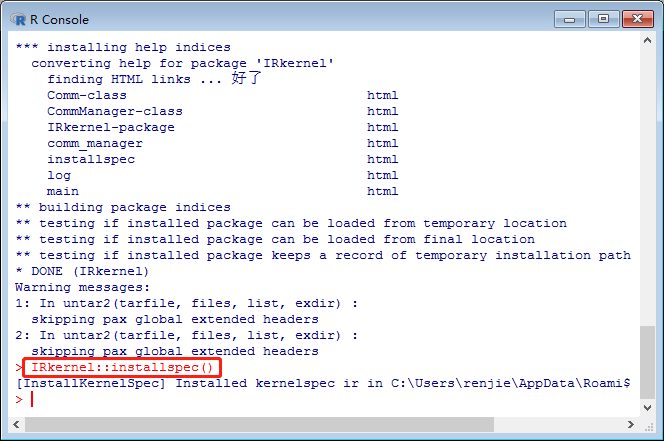 R Console
*** installing help indices
  converting help for package 'IRkernel'
    finding HTML links ... 好了
    Comm-class                              html
    CommManager-class                       html
    IRkernel-package                        html
    comm_manager                            html
    installspec                             html
    log                                     html
    main                                    html
** building package indices
** testing if installed package can be loaded from temporary location
** testing if installed package can be loaded from final location
** testing if installed package keeps a record of temporary installation path
* DONE (IRkernel)
Warning messages:
1: In untar2(tarfile, files, list, exdir) :
  skipping pax global extended headers
2: In untar2(tarfile, files, list, exdir) :
  skipping pax global extended headers
> IRkernel::installspec()
[InstallKernelSpec] Installed kernelspec ir in C:\Users\renjie\AppData\Roami$
>